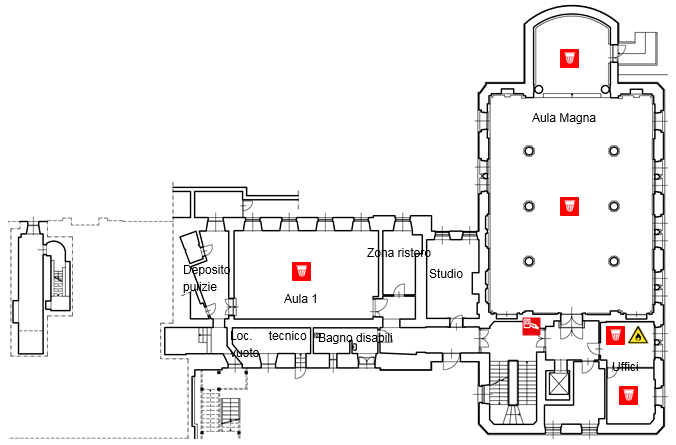 Aula Magna
Zona ristoro
Deposito
pulizie
Studio
Aula 1
Loc. tecnico
vuoto
Bagno disabili
Uffici